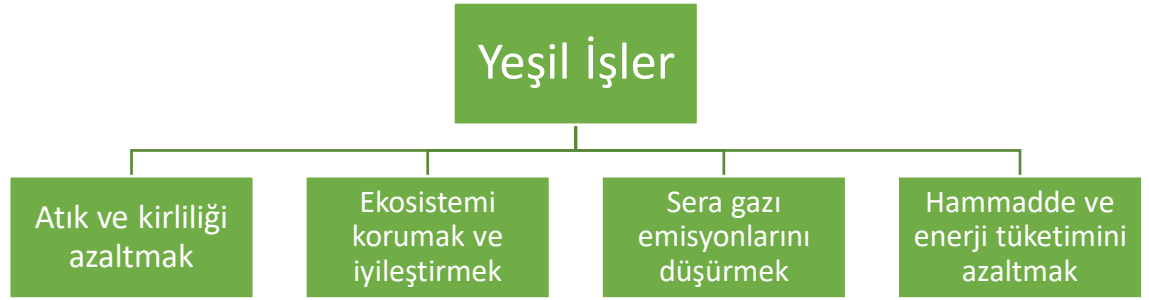 Yeşil İşler
Atık ve kirliliği
azaltmak
Ekosistemi
korumak ve
iyileştirmek
Sera gazı
emisyonlarını
düşürmek
Hammadde ve
enerji tüketimini
azaltmak